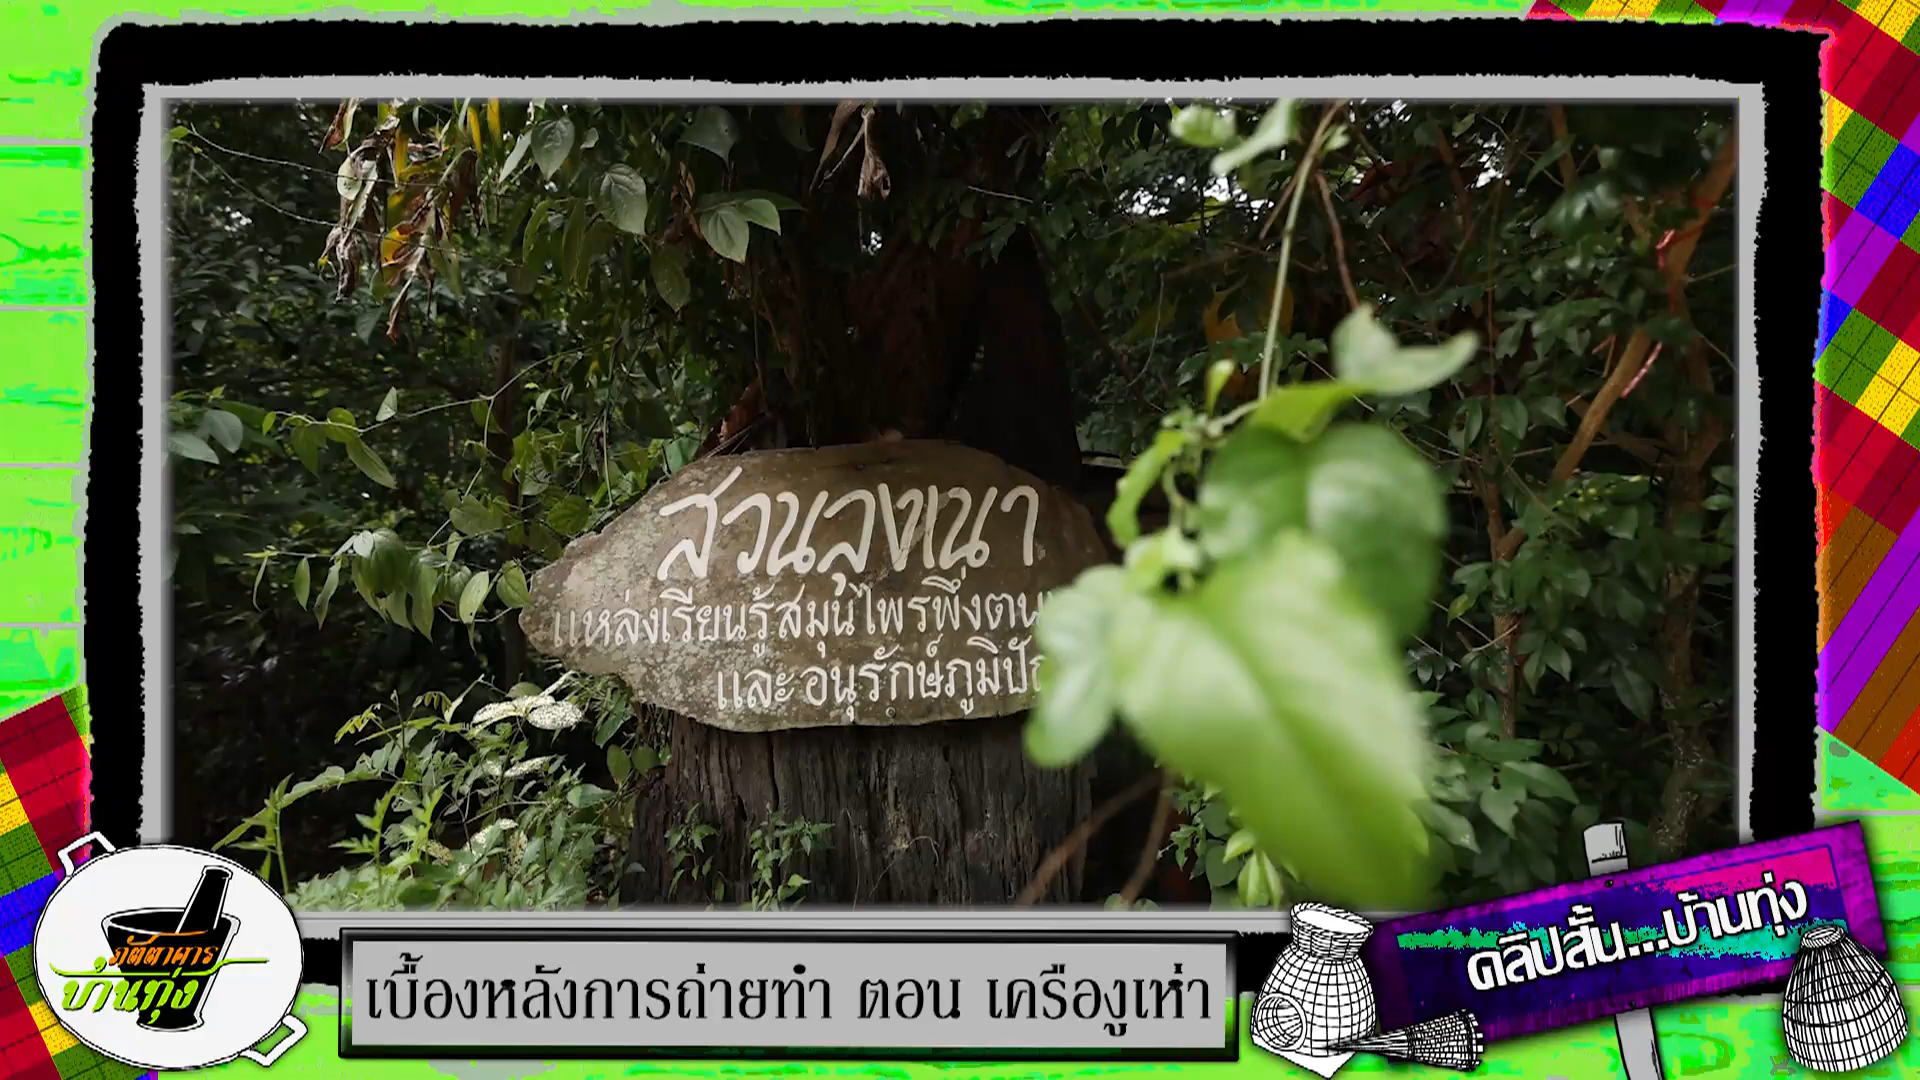 สวนลุงหนา
แหล่งเรียนรู้สมุนไพรพึ่งตน
และอนุรักษ์ภูมิปั
ภัตตาคาร
บ้านทุ่ง
เบื้องหลังการถ่ายทำ ตอน เครืองูเห่า
คลิปสั้น...บ้านทุ่ง